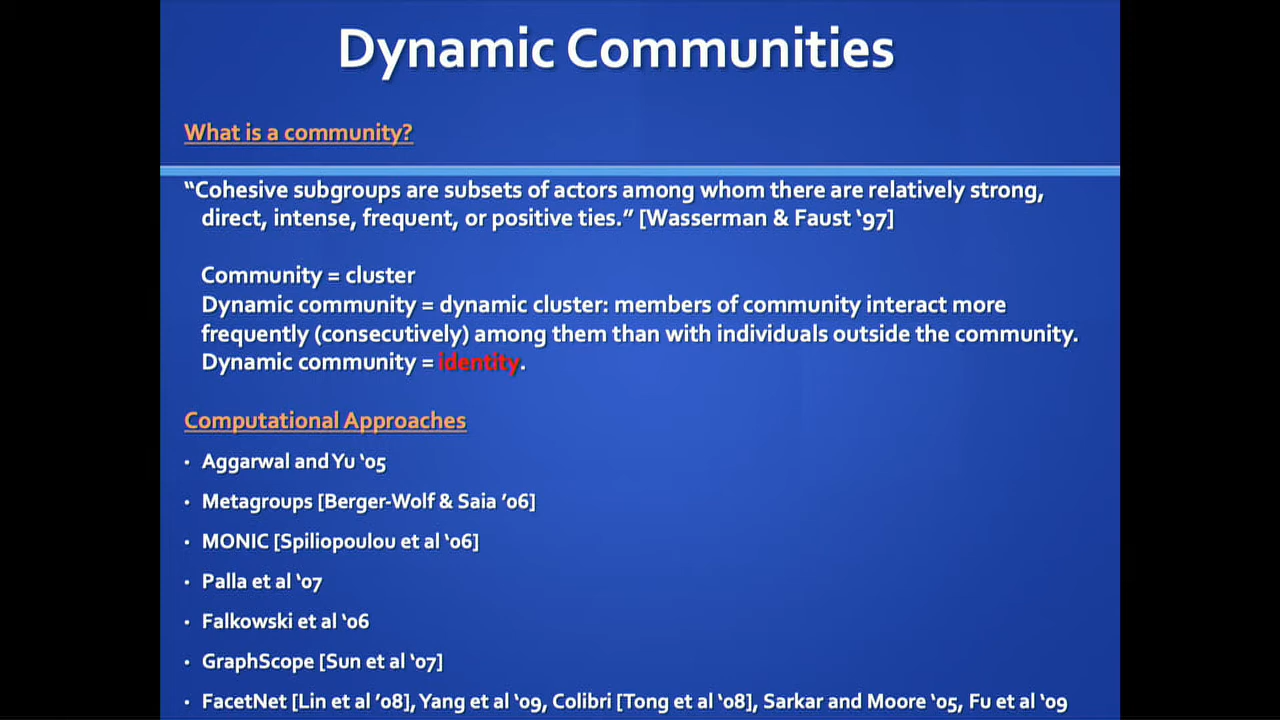 Dynamic Communities
What is a community?
“Cohesive subgroups are subsets of actors among whom there are relatively strong,
direct, intense, frequent, or positive ties.” [Wasserman & Faust ‘97]
Community = cluster
Dynamic community = dynamic cluster: members of community interact more
frequently (consecutively) among them than with individuals outside the community.
Dynamic community = identity.
Computational Approaches
• Aggarwal and Yu ‘05
• Metagroups [Berger-Wolf & Saia ’06]
• MONIC [Spiliopoulou et al ‘06]
• Palla et al ‘07
• Falkowski et al ‘06
• GraphScope [Sun et al ‘07]
• FacetNet [Lin et al ’08], Yang et al ‘09, Colibri [Tong et al ‘08], Sarkar and Moore ‘05, Fu et al ‘09